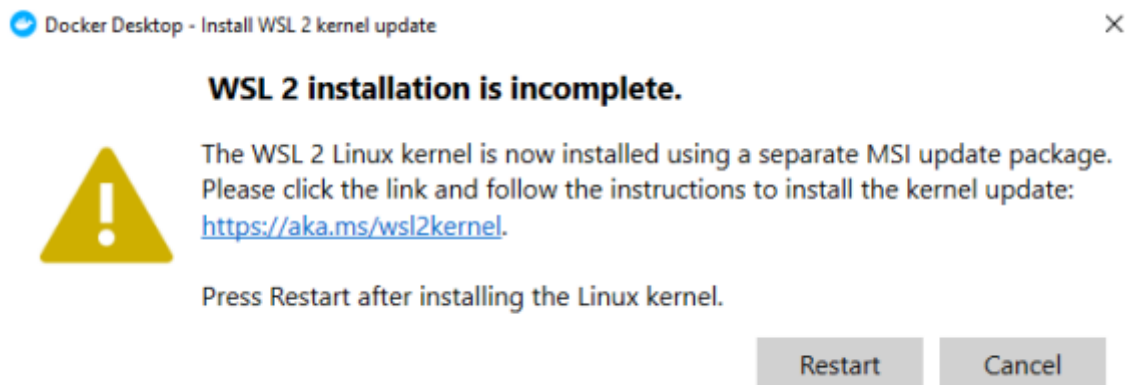 Docker Desktop - Install WSL 2 kernel update
WSL 2 installation is incomplete.
The WSL 2 Linux kernel is now installed using a separate MSI update package.
Please click the link and follow the instructions to install the kernel update:
https://aka.ms/wsl2kernel.
Press Restart after installing the Linux kernel.
Restart Cancel